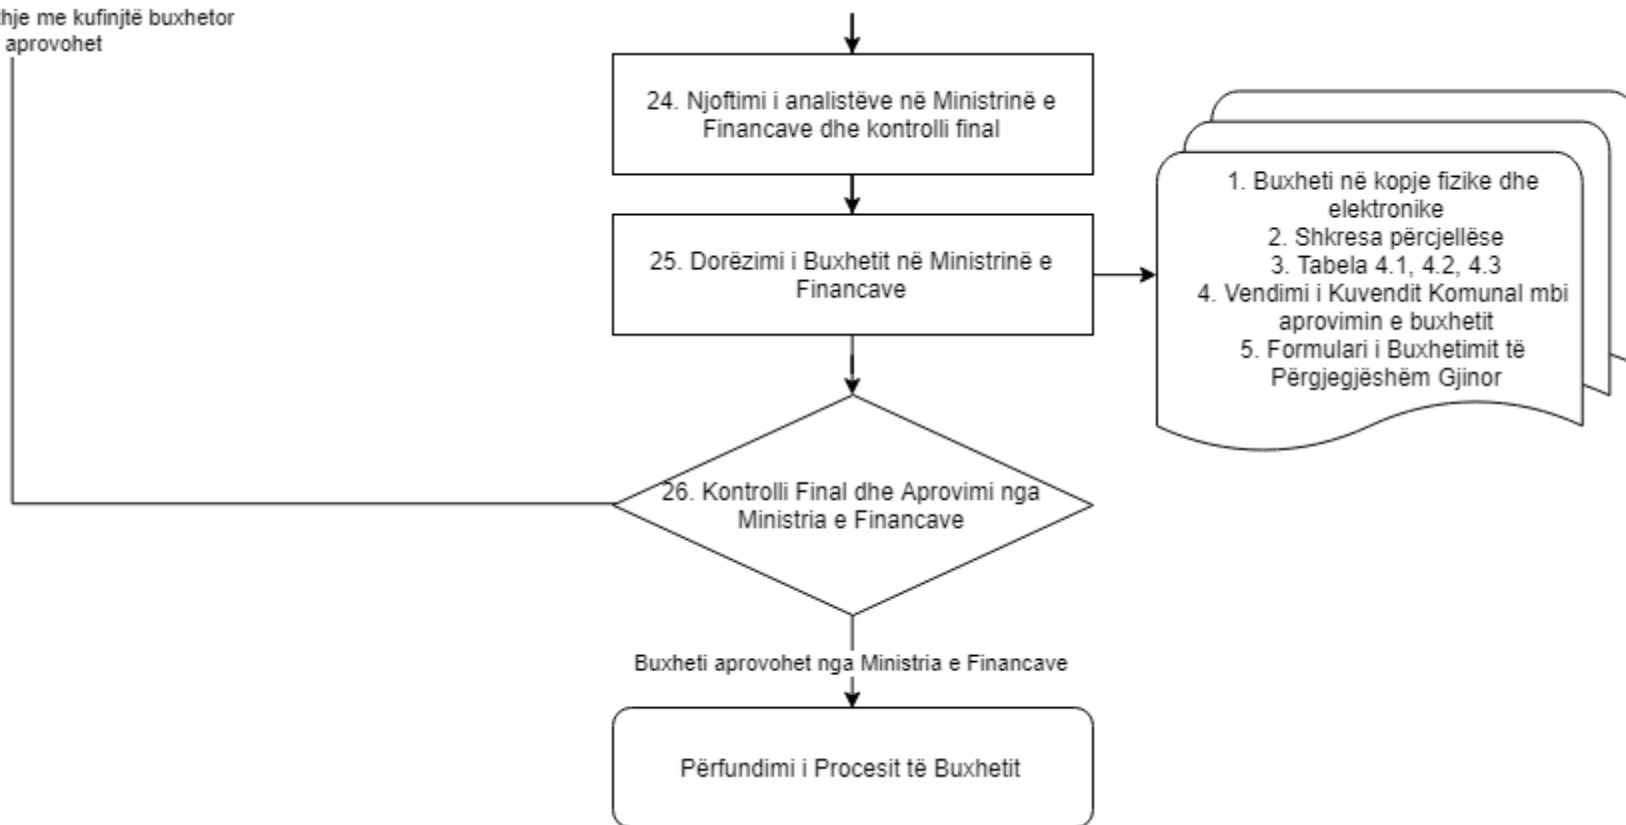 me kufinjtë buxhetor
aprovohet
24. Njoftimi i analistëve në Ministrinë e
Financave dhe kontrolli final
25. Dorëzimi i Buxhetit në Ministrinë e
Financave
1. Buxheti në kopje fizike dhe
elektronike
2. Shkresa përcjellëse
3. Tabela 4.1, 4.2, 4.3
4. Vendimi i Kuvendit Komunal mbi
aprovimin e buxhetit
5. Formulari i Buxhetimit të
Përgjegjëshëm Gjinor
26. Kontrolli Final dhe Aprovimi nga
Ministria e Financave
Buxheti aprovohet nga Ministria e Financave
Përfundimi i Procesit të Buxhetit